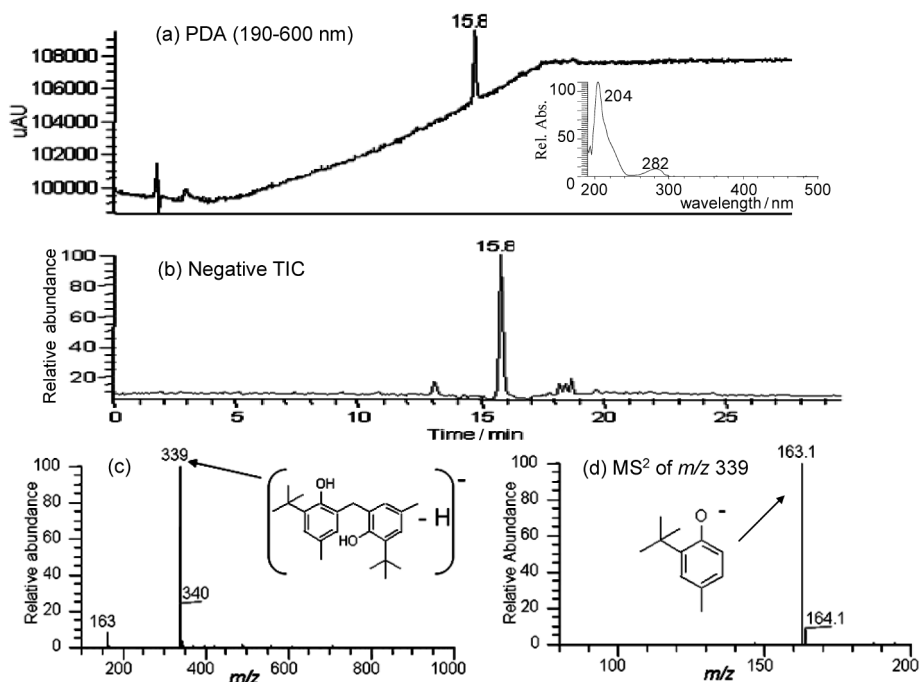 15.8
(a) PDA (190-600 nm)
108000
106000
104000
102000
100000
uAU
Rel. Abs.
100
50
0
204
282
200 300 400 500
wavelength / nm
15.8
(b) Negative TIC
Relative abundance
100
80
60
40
20
0 5 10 15 20 25
Time / min
(c)
339
340
163
Relative abundance
100
80
60
40
20
0
200 400 600 800 1000
m/z
OH
HO
- H
-
(d) MS² of m/z 339
163.1
164.1
Relative Abundance
100
80
60
40
20
0
100 160 200
m/z
O
-